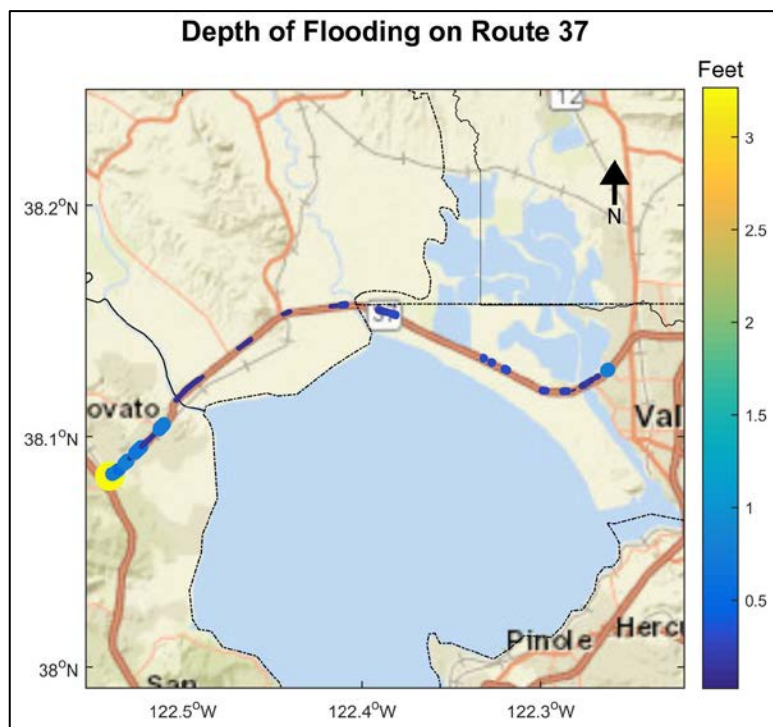 Depth of Flooding on Route 37
Feet
12
3
38.2°N
N
2.5
2
37
1.5
ovato
Val
38.1°N
1
0.5
Pinole
Hercu
38°N
San
122.5°W
122.4°W
122.3°W